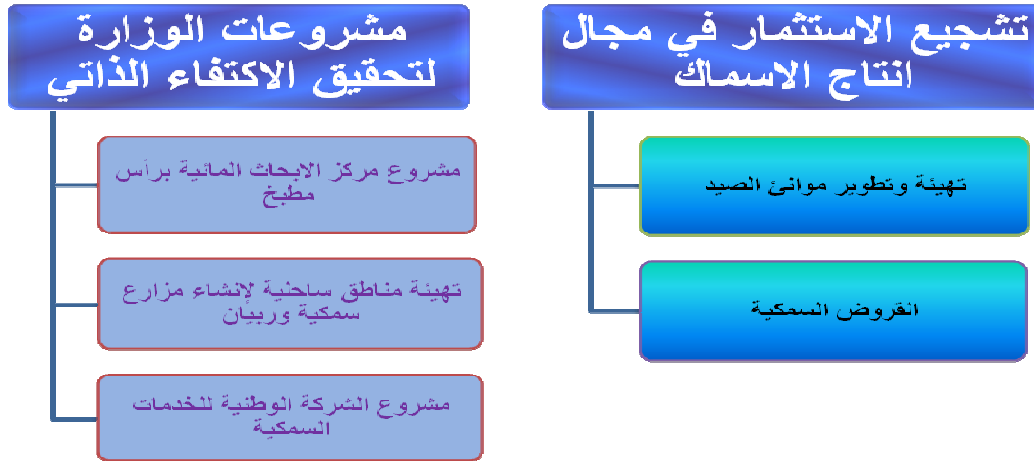 تشجيع الاستثمار في مجال
انتاج الاسماك
تهيئة وتطوير موانئ الصيد
القروض السمكية
مشروعات الوزارة
لتحقيق الاكتفاء الذاتي
مشروع مركز الابحاث المائية برأس
مطبخ
تهيئة مناطق ساحلية لإنشاء مزارع
سمكية وربيان
مشروع الشركة الوطنية للخدمات
السمكية